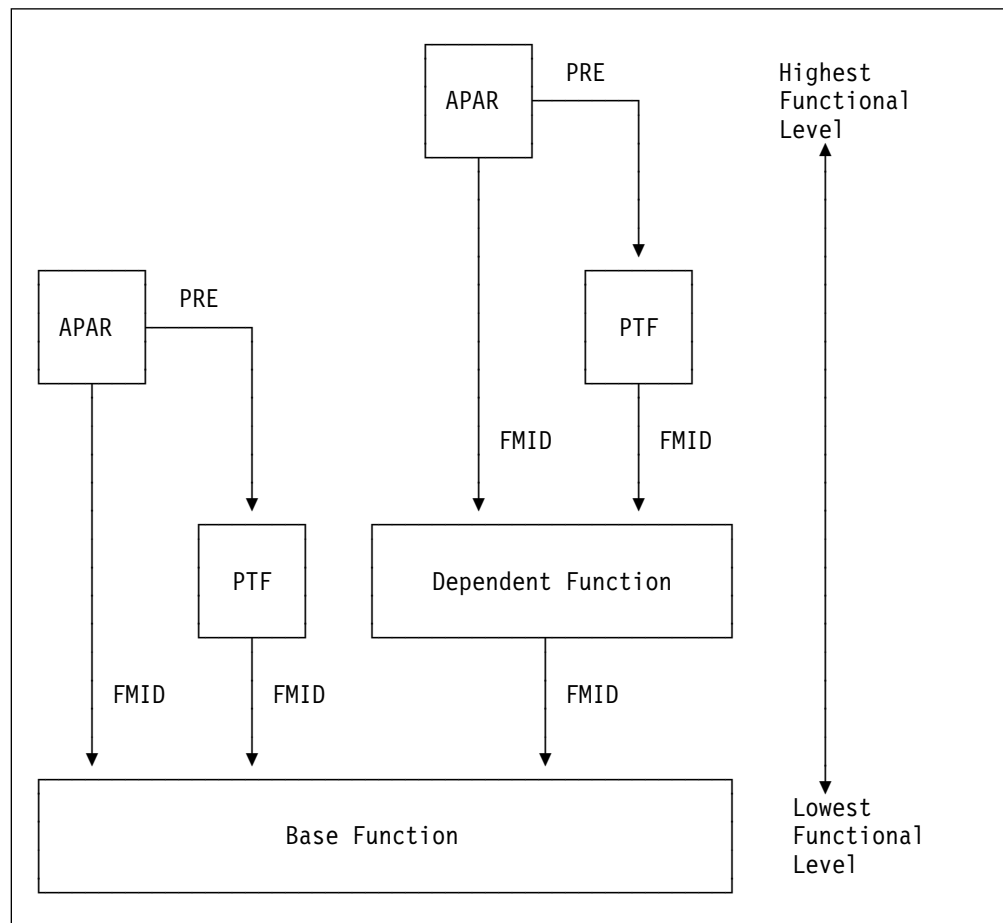 PRE
APAR
Highest
Functional
Level
PRE
APAR
PTF
FMID
FMID
PTF
Dependent Function
FMID
FMID
FMID
Base Function
Lowest
Functional
Level